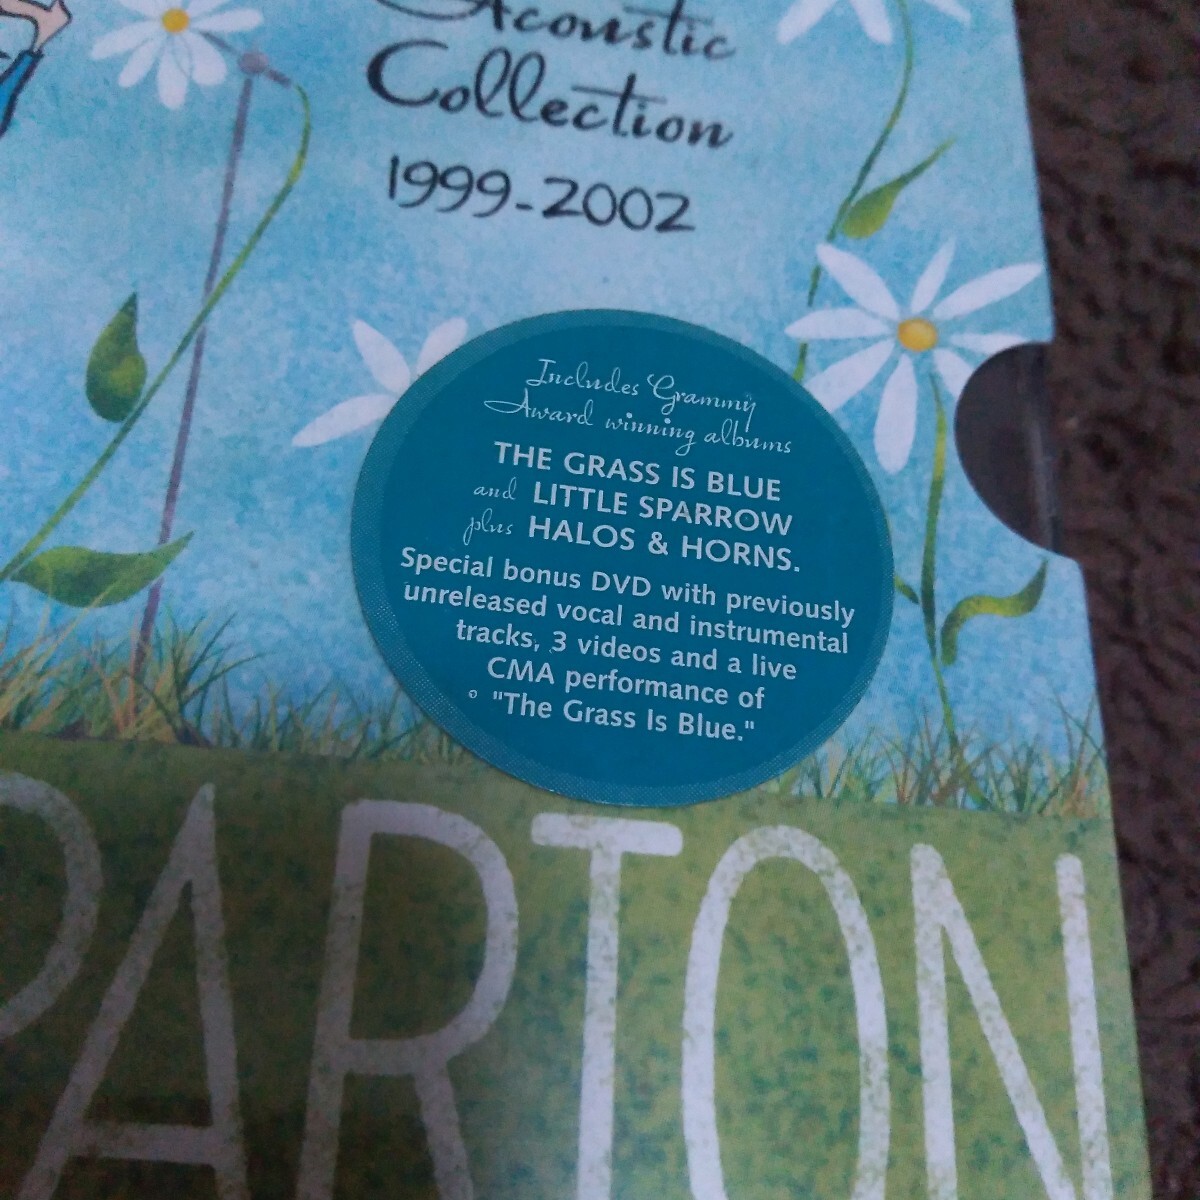 Acoustic
Collection
1999-2002
Includes Grammy
Award winning albums
THE GRASS IS BLUE
and LITTLE SPARROW
plus HALOS & HORNS.
Special bonus DVD with previously
unreleased vocal and instrumental
tracks, 3 videos and a live
CMA performance of
"The Grass Is Blue."
PARTON